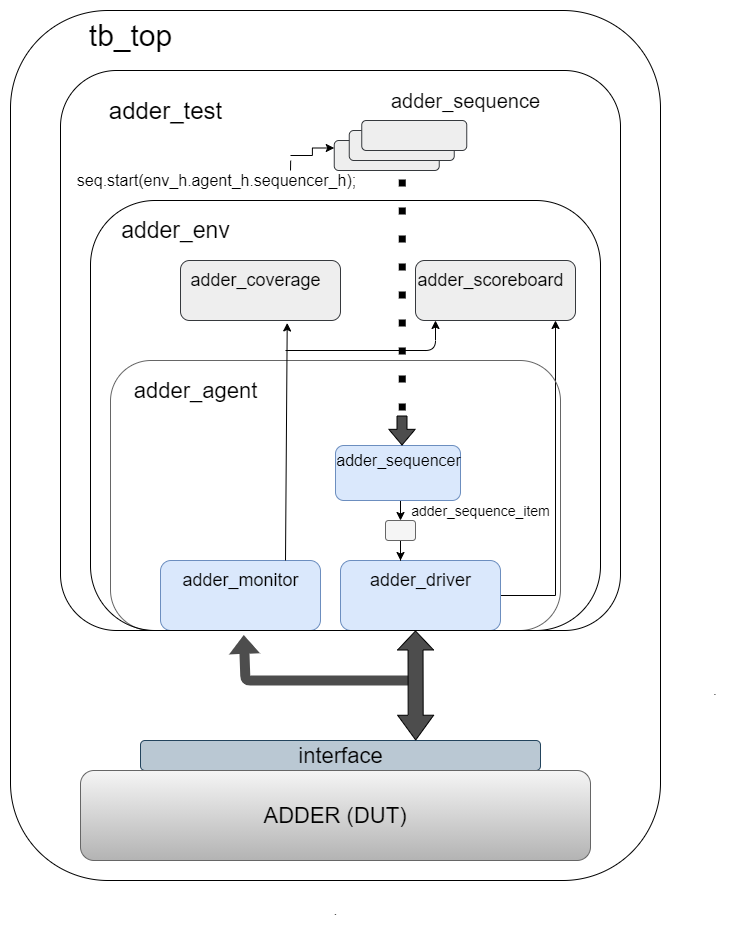 tb_top
adder_test
adder_sequence
seq.start(env_h.agent_h.sequencer_h);
adder_env
adder_coverage
adder_scoreboard
adder_agent
adder_sequencer
adder_sequence_item
adder_monitor
adder_driver
interface
ADDER (DUT)